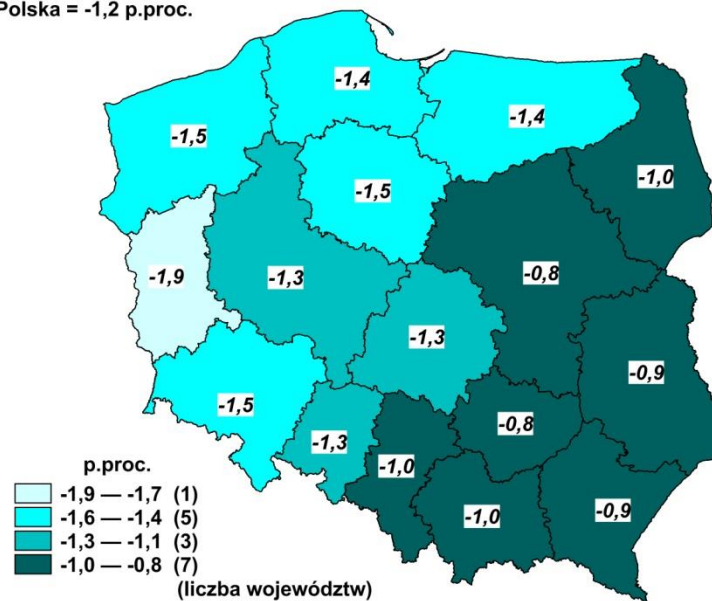 Polska = -1,2 p.proc.
-1,4
-1,5
-1,4
-1,0
-1,5
-1,9
-1,3
-0,8
-1,3
-0,9
-1,5
-0,8
-1,3
-1,0
-1,0
-0,9
p.proc.
-1,9 — -1,7 (1)
-1,6 — -1,4 (5)
-1,3 — -1,1 (3)
-1,0 — -0,8 (7)
(liczba województw)